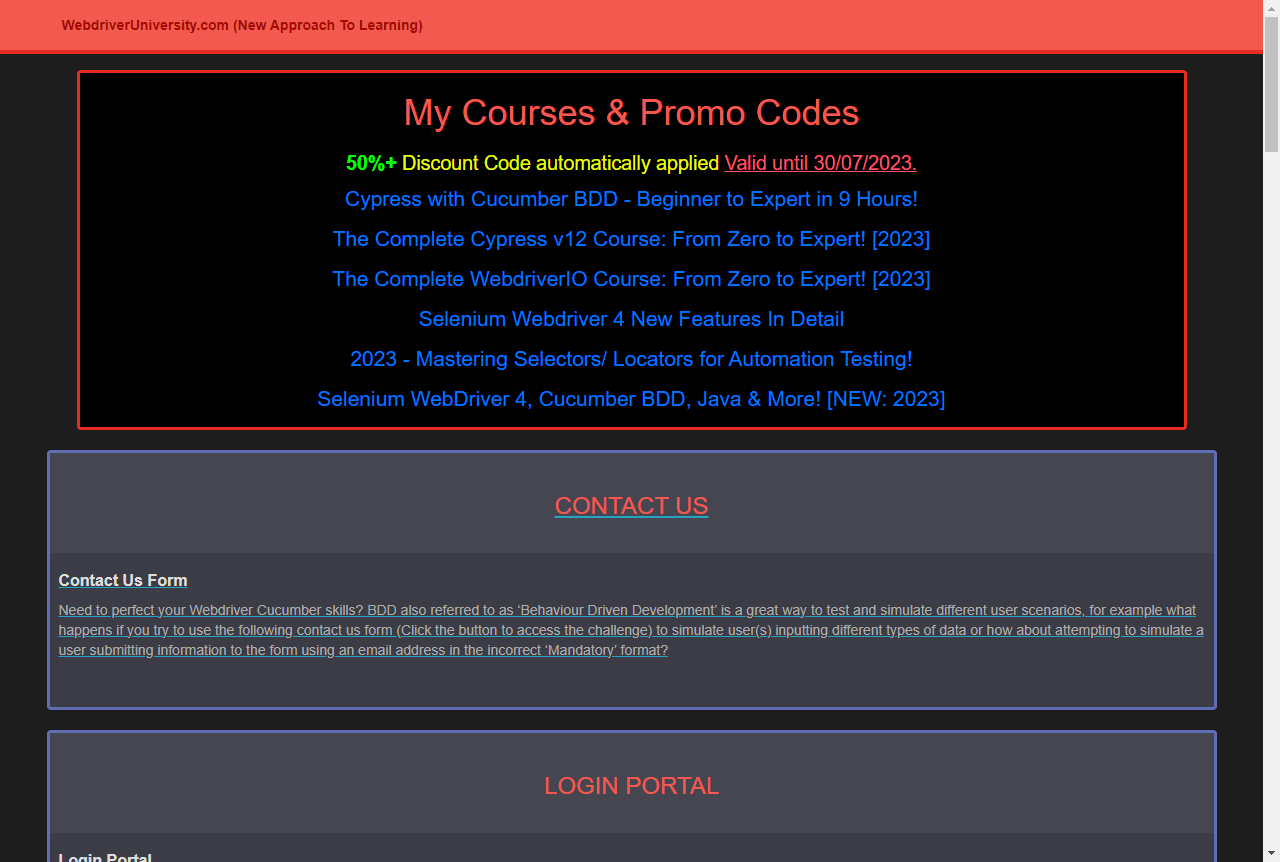 WebdriverUniversity.com (New Approach To Learning)
My Courses & Promo Codes
50%+ Discount Code automatically applied Valid until 30/07/2023.
Cypress with Cucumber BDD - Beginner to Expert in 9 Hours!
The Complete Cypress v12 Course: From Zero to Expert! [2023]
The Complete WebdriverIO Course: From Zero to Expert! [2023]
Selenium Webdriver 4 New Features In Detail
2023 - Mastering Selectors/ Locators for Automation Testing!
Selenium WebDriver 4, Cucumber BDD, Java & More! [NEW: 2023]
CONTACT US
Contact Us Form
Need to perfect your Webdriver Cucumber skills? BDD also referred to as ‘Behaviour Driven Development’ is a great way to test and simulate different user scenarios, for example what
happens if you try to use the following contact us form (Click the button to access the challenge) to simulate user(s) inputting different types of data or how about attempting to simulate a
user submitting information to the form using an email address in the incorrect ‘Mandatory’ format?
LOGIN PORTAL
Login Portal